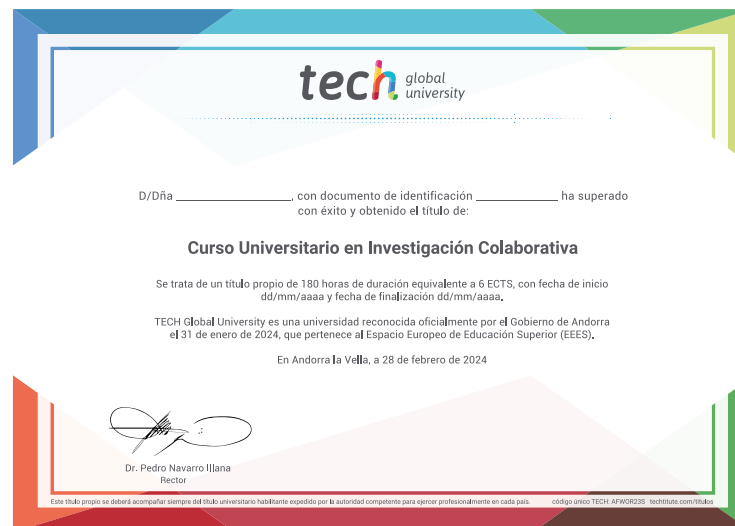 tech global university
D/Dña ____________________, con documento de identificación ______________ ha superado
con éxito y obtenido el título de:
Curso Universitario en Investigación Colaborativa
Se trata de un título propio de 180 horas de duración equivalente a 6 ECTS, con fecha de inicio
dd/mm/aaaa y fecha de finalización dd/mm/aaaa.
TECH Global University es una universidad reconocida oficialmente por el Gobierno de Andorra
el 31 de enero de 2024, que pertenece al Espacio Europeo de Educación Superior (EEES).
En Andorra la Vella, a 28 de febrero de 2024
Dr. Pedro Navarro Illana
Rector
Este título propio se deberá acompañar siempre del título universitario habilitante expedido por la autoridad competente para ejercer profesionalmente en cada país. código único TECH: AFWOR23S techtitute.com/titulos